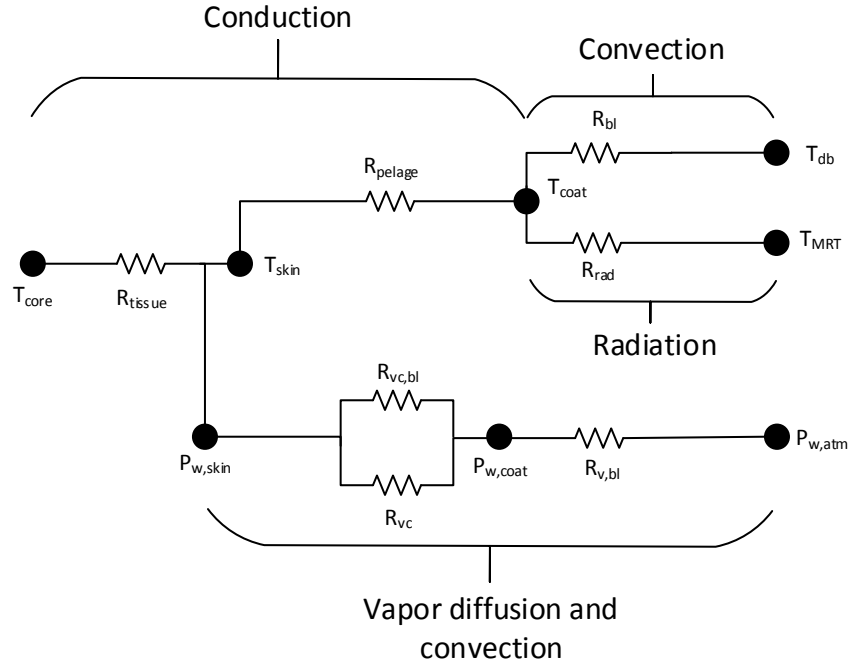 Conduction
Convection
R_bl
T_db
R_pelage
T_coat
T_MRT
T_skin
R_rad
T_core
R_tissue
Radiation
R_vc,bl
P_w,skin
P_w,coat
R_v,bl
P_w,atm
R_vc
Vapor diffusion and
convection